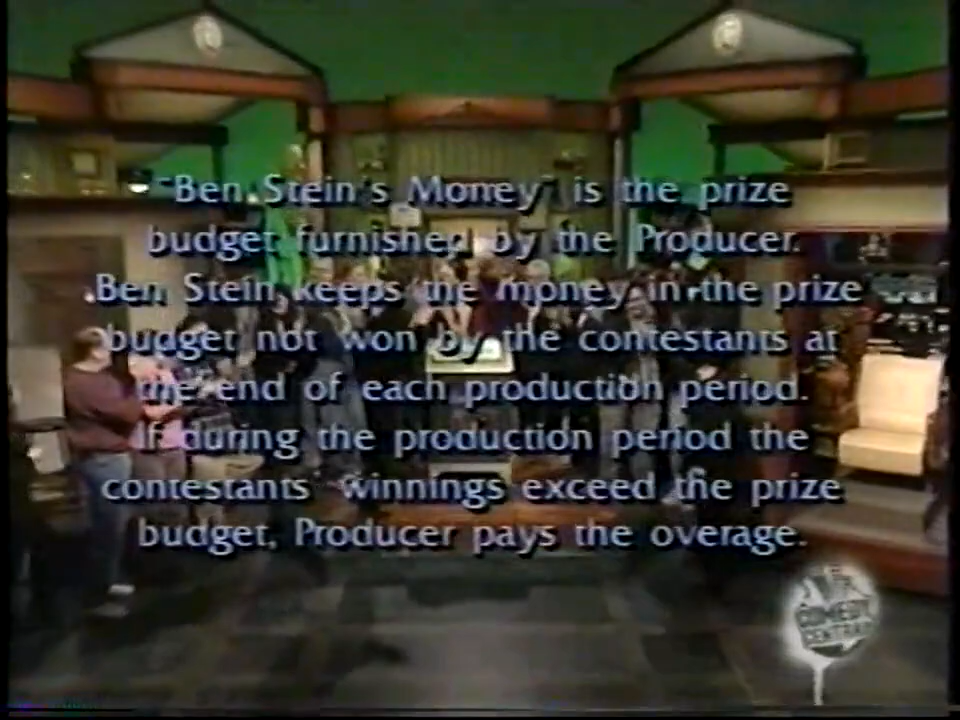 "Ben Stein's Money" is the prize
budget furnished by the Producer.
Ben Stein keeps the money in the prize
budget not won by the contestants at
the end of each production period.
If during the production period the
contestants' winnings exceed the prize
budget, Producer pays the overage.
COMEDY
CENTRAL